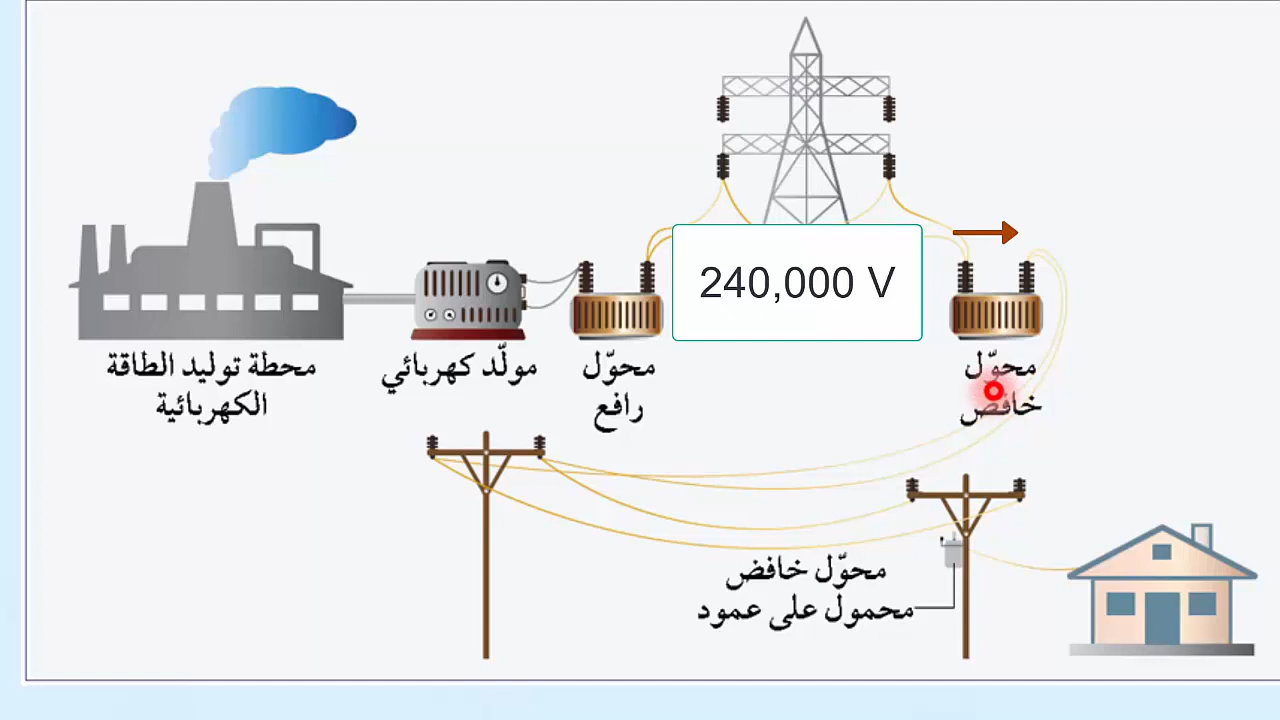 240,000 V
محطة توليد الطاقة
الكهربائية
مولّد كهربائي
محوّل
رافع
محوّل
خافض
محوّل خافض
محمول على عمود